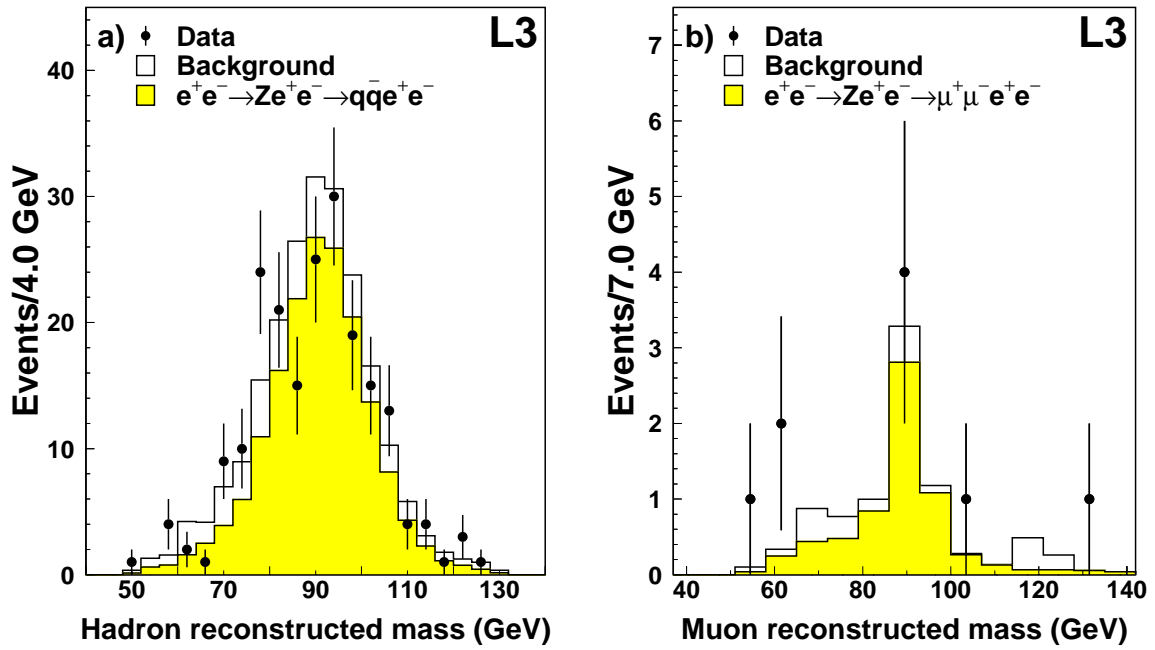 a) Data L3
Background
e⁺e⁻→Ze⁺e⁻→qq̄e⁺e⁻
40
30
20
10
0
Events/4.0 GeV
50 70 90 110 130
Hadron reconstructed mass (GeV)
b) Data L3
Background
e⁺e⁻→Ze⁺e⁻→μ⁺μ⁻e⁺e⁻
7
6
5
4
3
2
1
0
Events/7.0 GeV
40 60 80 100 120 140
Muon reconstructed mass (GeV)